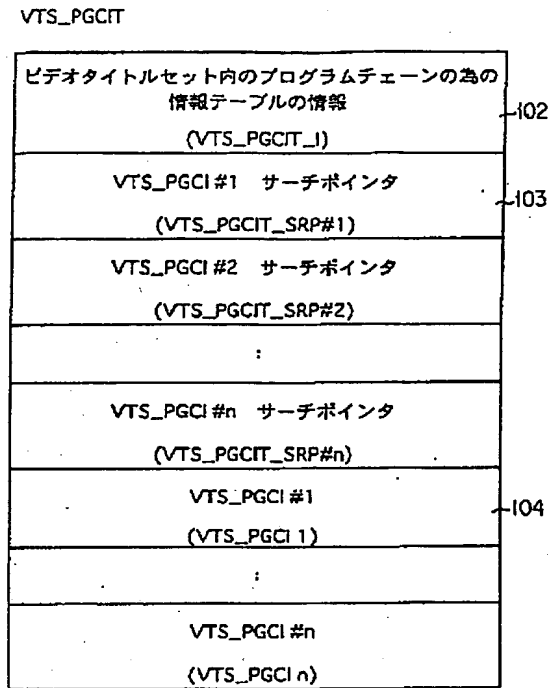 VTS_PGCIT
ビデオタイトルセット内のプログラムチェーンの為の
情報テーブルの情報
(VTS_PGCIT_I)
102
VTS_PGCI #1 サーチポインタ
(VTS_PGCIT_SRP#1)
103
VTS_PGCI #2 サーチポインタ
(VTS_PGCIT_SRP#2)
:
VTS_PGCI #n サーチポインタ
(VTS_PGCIT_SRP#n)
VTS_PGCI #1
(VTS_PGCI 1)
104
:
VTS_PGCI #n
(VTS_PGCI n)